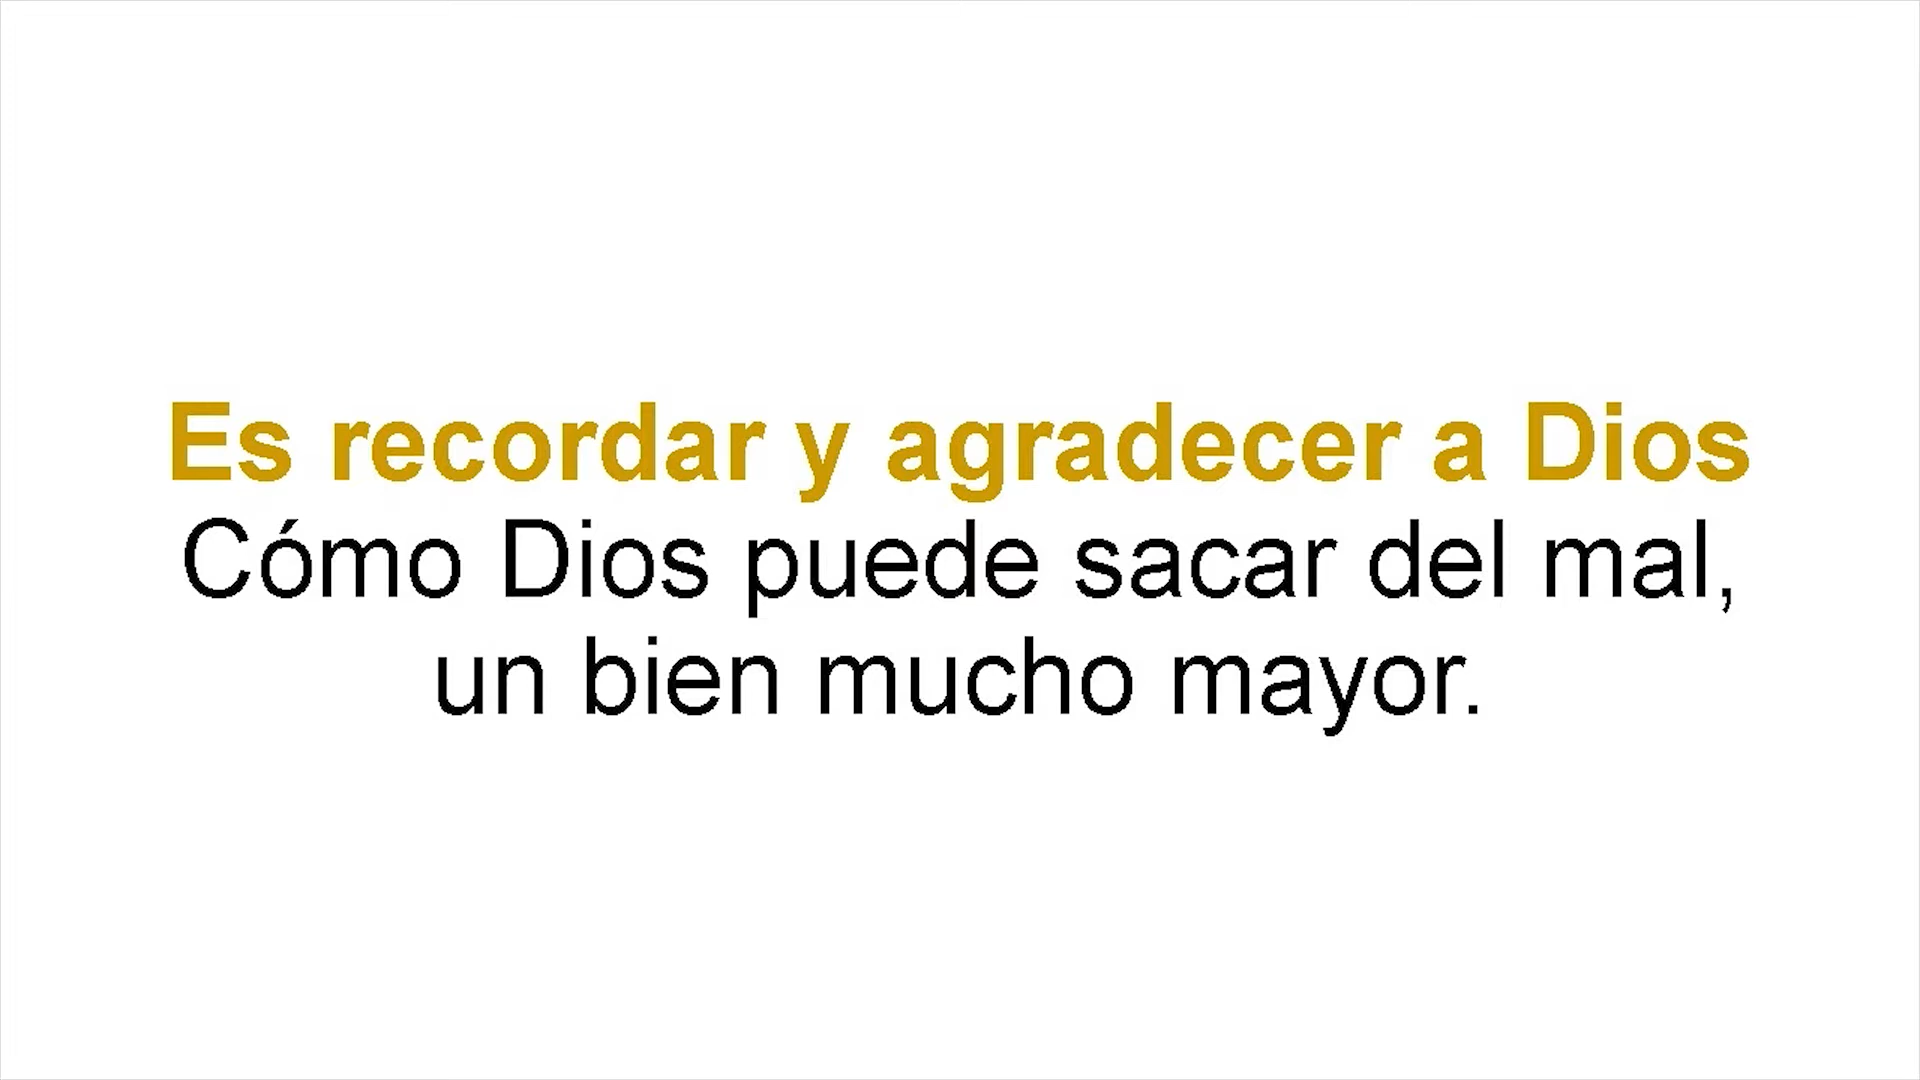 Es recordar y agradecer a Dios
Cómo Dios puede sacar del mal,
un bien mucho mayor.